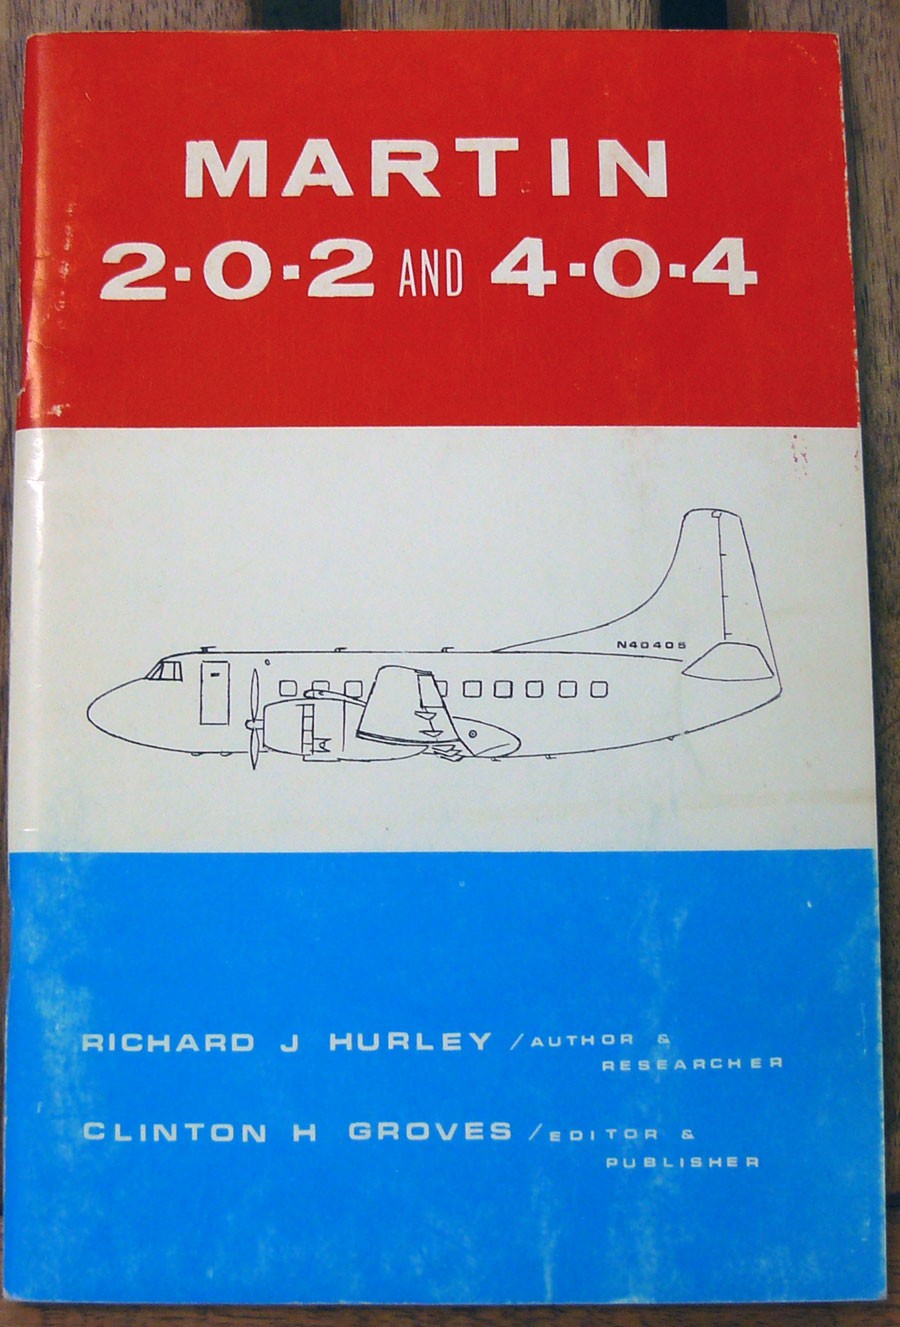 MARTIN
2·0·2 AND 4·0·4
N40405
RICHARD J HURLEY / AUTHOR &
RESEARCHER
CLINTON H GROVES / EDITOR &
PUBLISHER